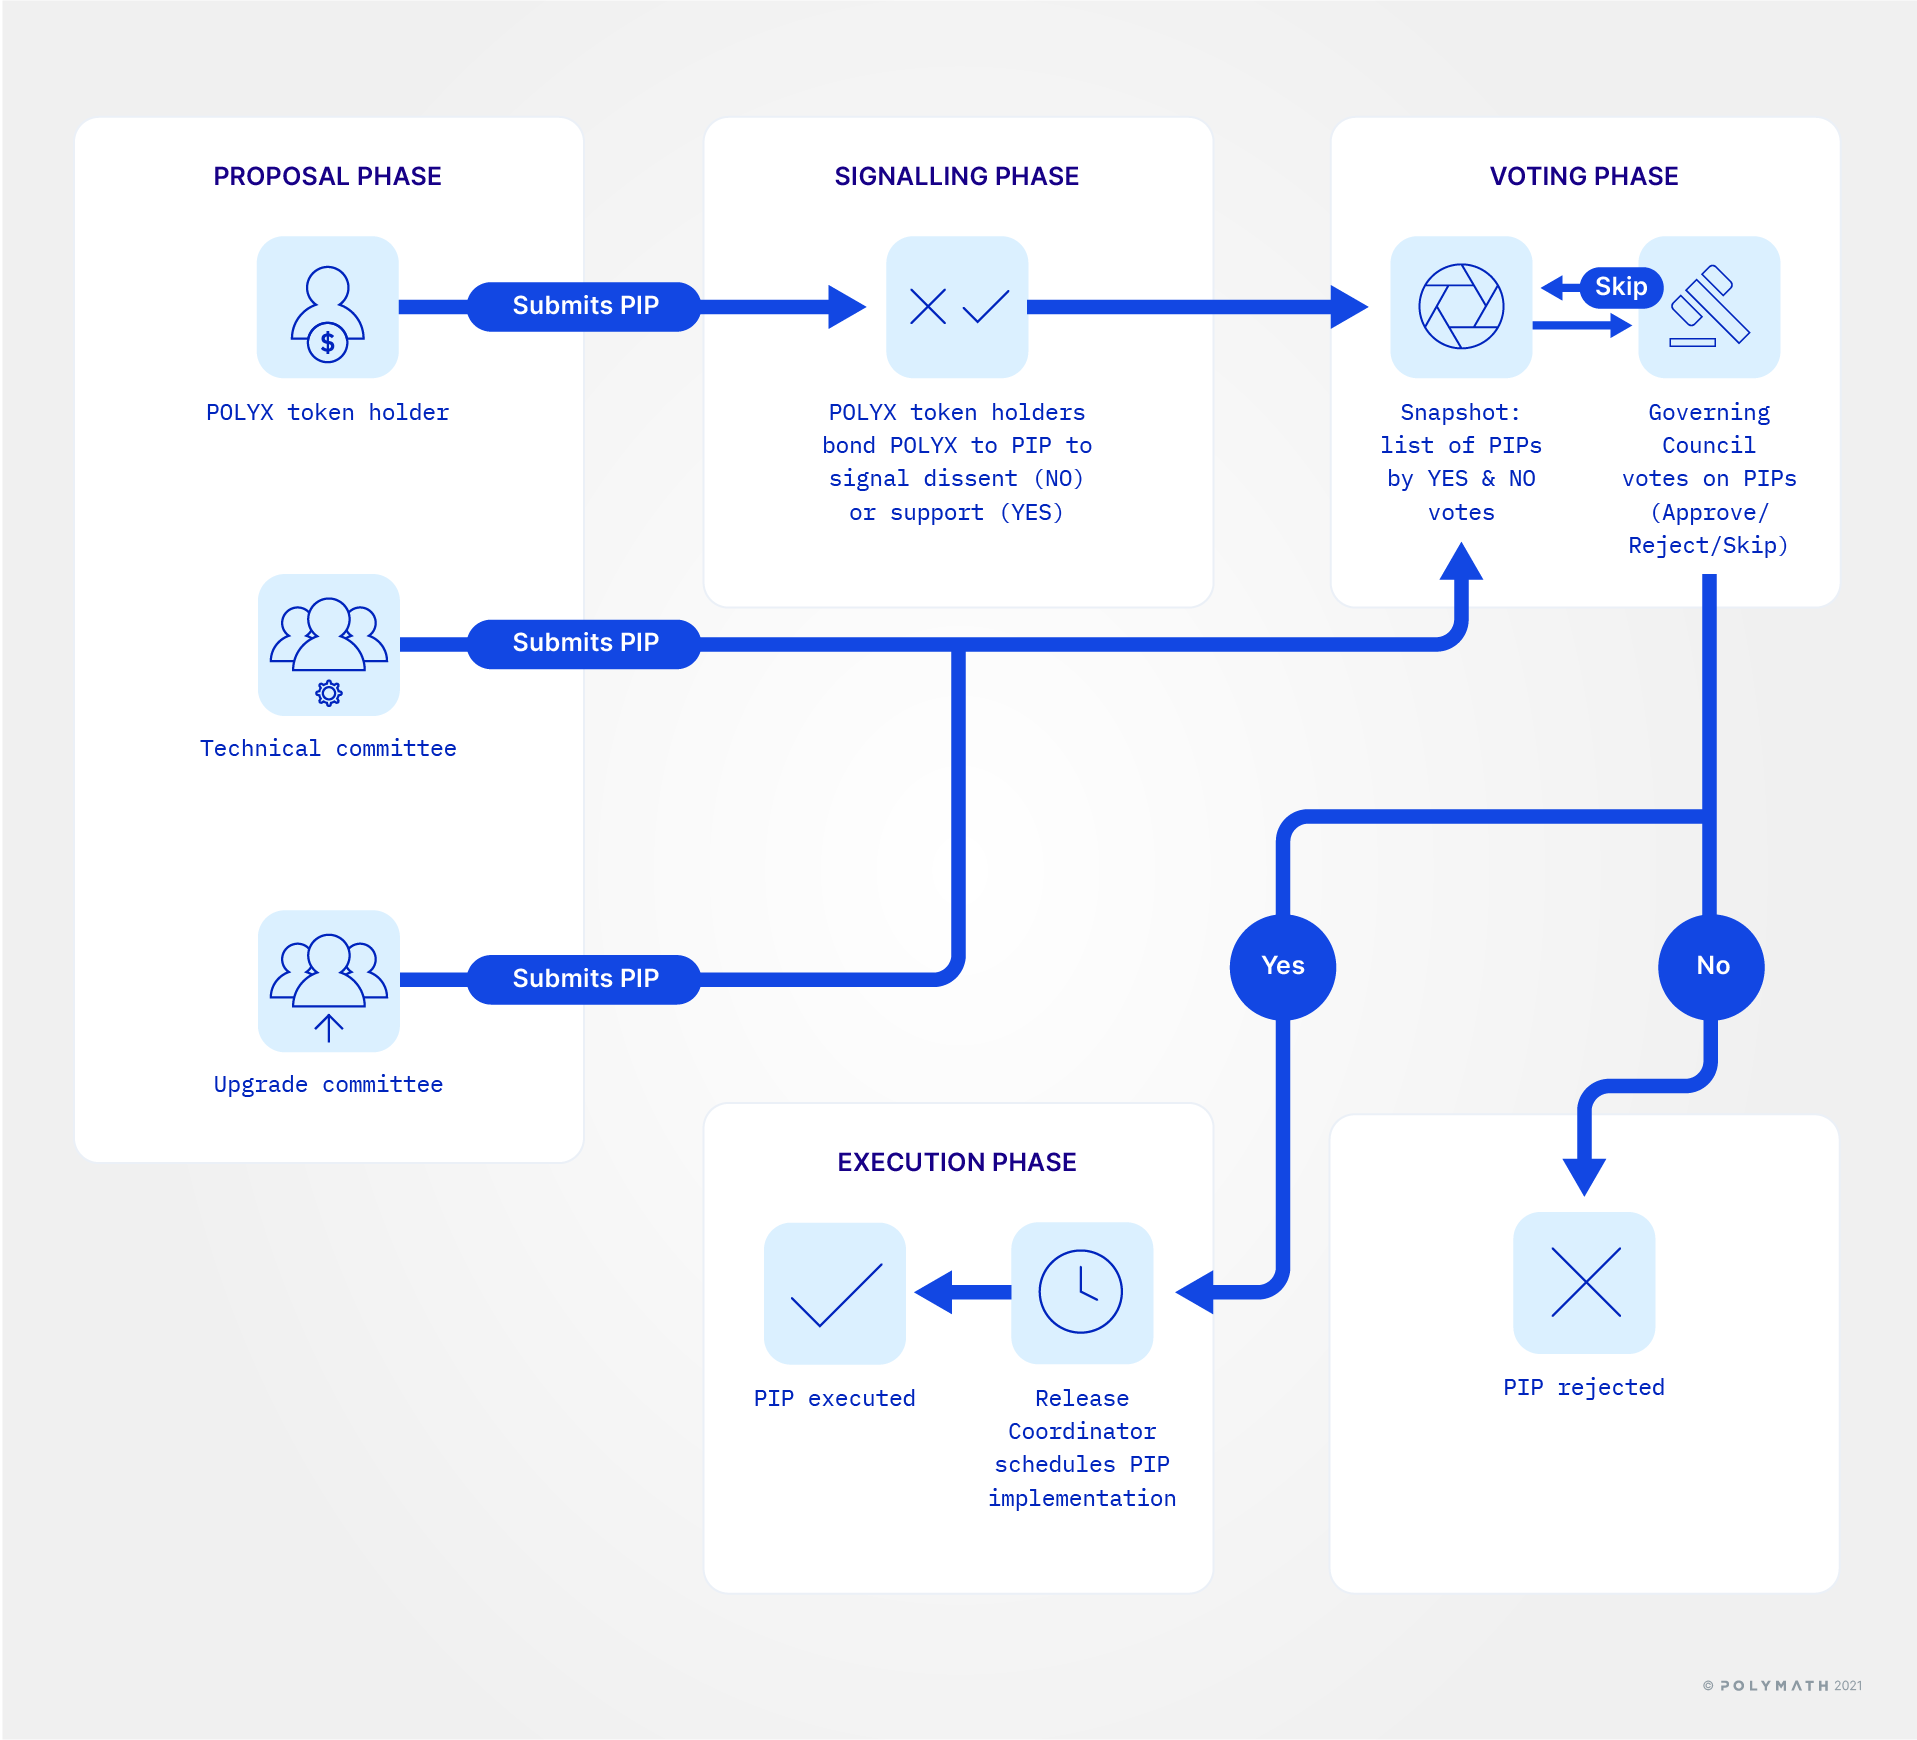 PROPOSAL PHASE
$
Submits PIP
POLYX token holder
Submits PIP
Technical committee
Submits PIP
Upgrade committee
SIGNALLING PHASE
POLYX token holders
bond POLYX to PIP to
signal dissent (NO)
or support (YES)
VOTING PHASE
Skip
Snapshot:
list of PIPs
by YES & NO
votes
Governing
Council
votes on PIPs
(Approve/
Reject/Skip)
Yes
No
EXECUTION PHASE
PIP executed
Release
Coordinator
schedules PIP
implementation
PIP rejected
© POLYMATH 2021